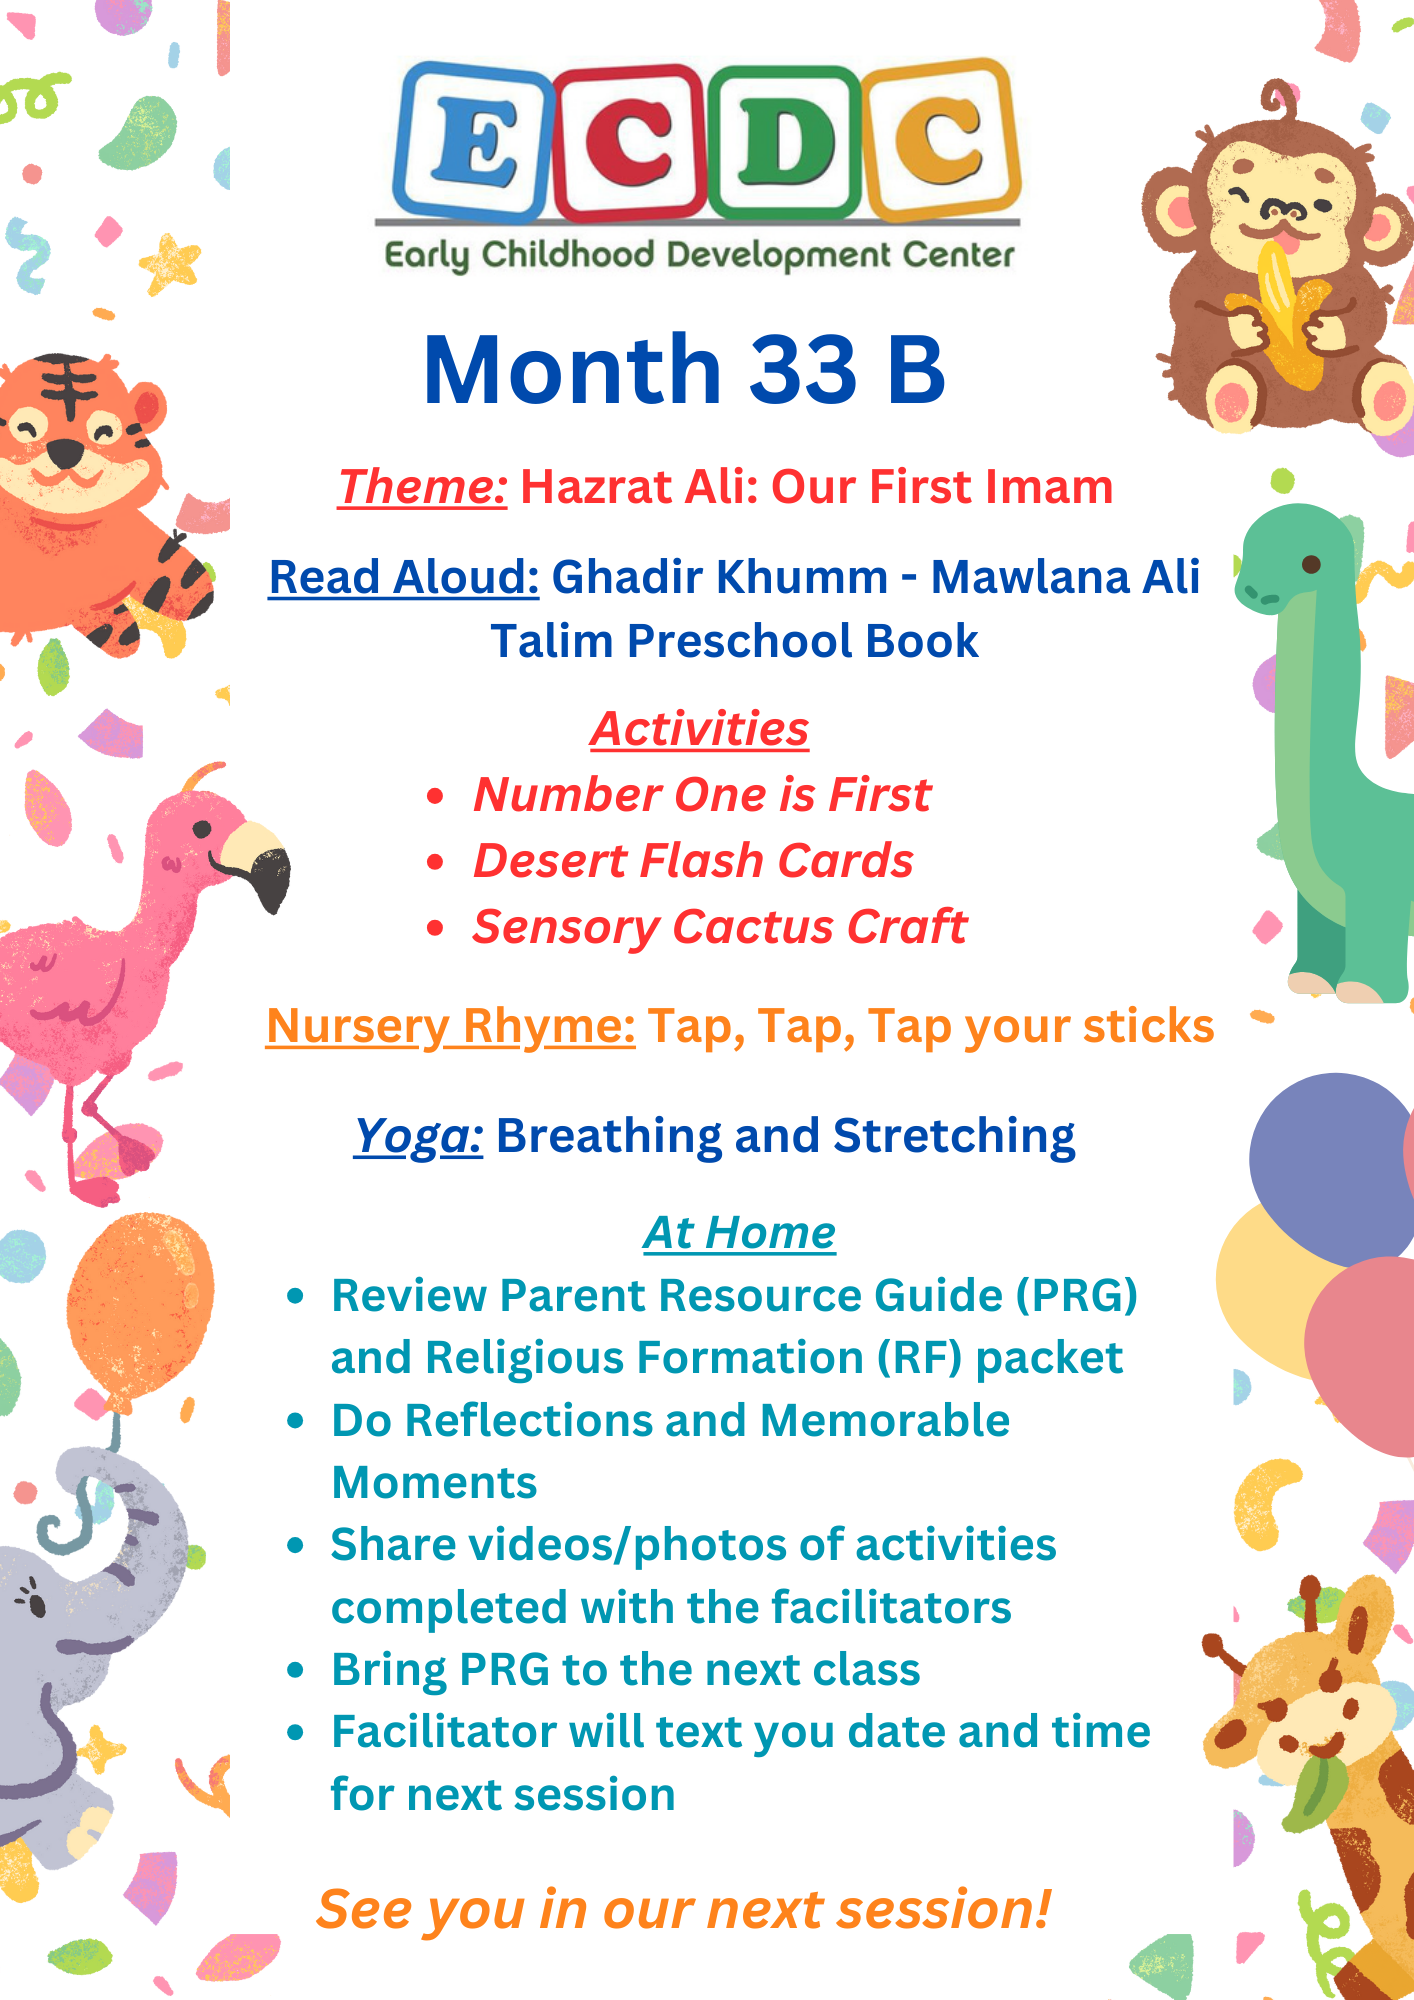 E C D C
Early Childhood Development Center
Month 33 B
Theme: Hazrat Ali: Our First Imam
Read Aloud: Ghadir Khumm - Mawlana Ali
Talim Preschool Book
Activities
• Number One is First
• Desert Flash Cards
• Sensory Cactus Craft
Nursery Rhyme: Tap, Tap, Tap your sticks
Yoga: Breathing and Stretching
At Home
• Review Parent Resource Guide (PRG)
and Religious Formation (RF) packet
• Do Reflections and Memorable
Moments
• Share videos/photos of activities
completed with the facilitators
• Bring PRG to the next class
• Facilitator will text you date and time
for next session
See you in our next session!